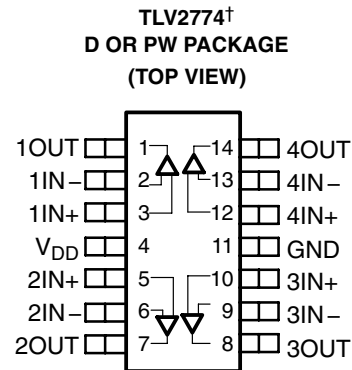 TLV2774†
D OR PW PACKAGE
(TOP VIEW)
1OUT 1 14 4OUT
1IN− 2 13 4IN−
1IN+ 3 12 4IN+
VDD 4 11 GND
2IN+ 5 10 3IN+
2IN− 6 9 3IN−
2OUT 7 8 3OUT